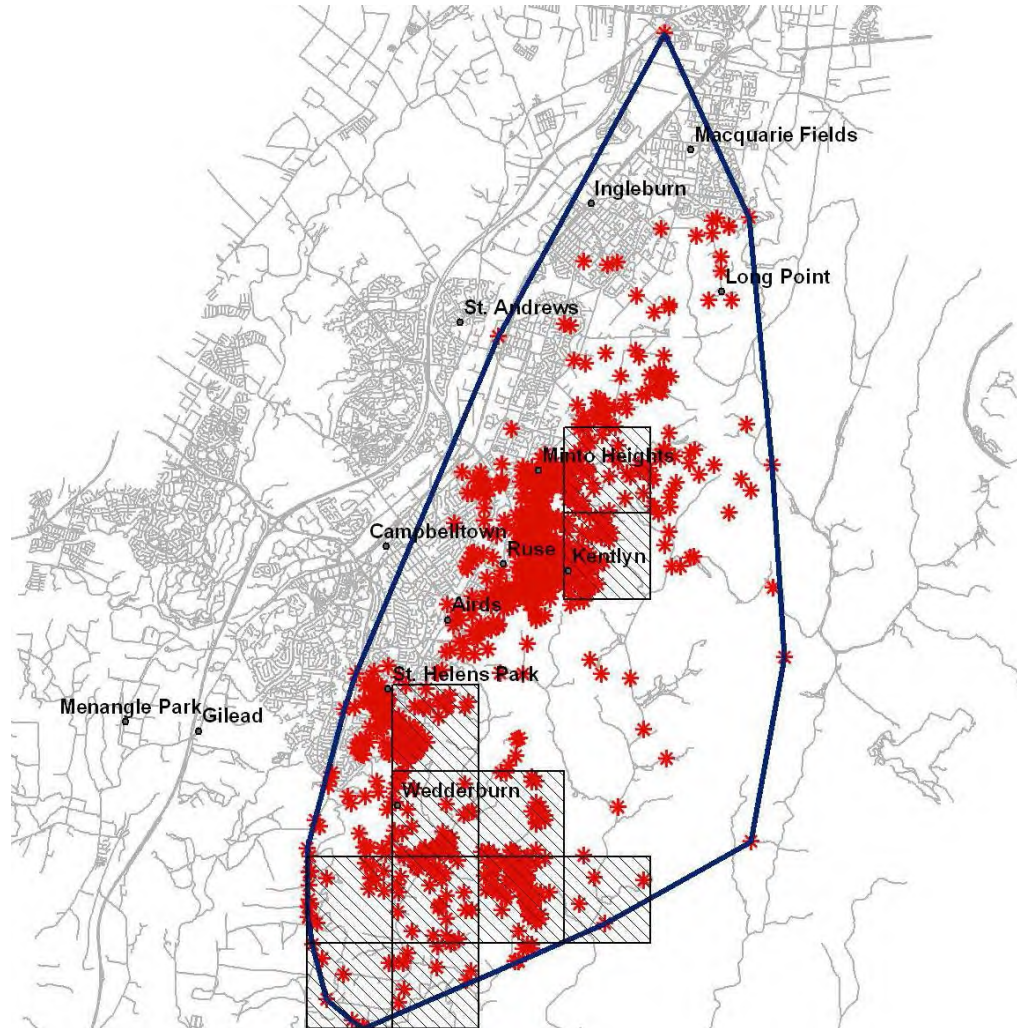 Macquarie Fields
Ingleburn
Long Point
St. Andrews
Minto Heights
Campbelltown
Ruse
Kentlyn
Airds
St. Helens Park
Menangle Park
Gilead
Wedderburn